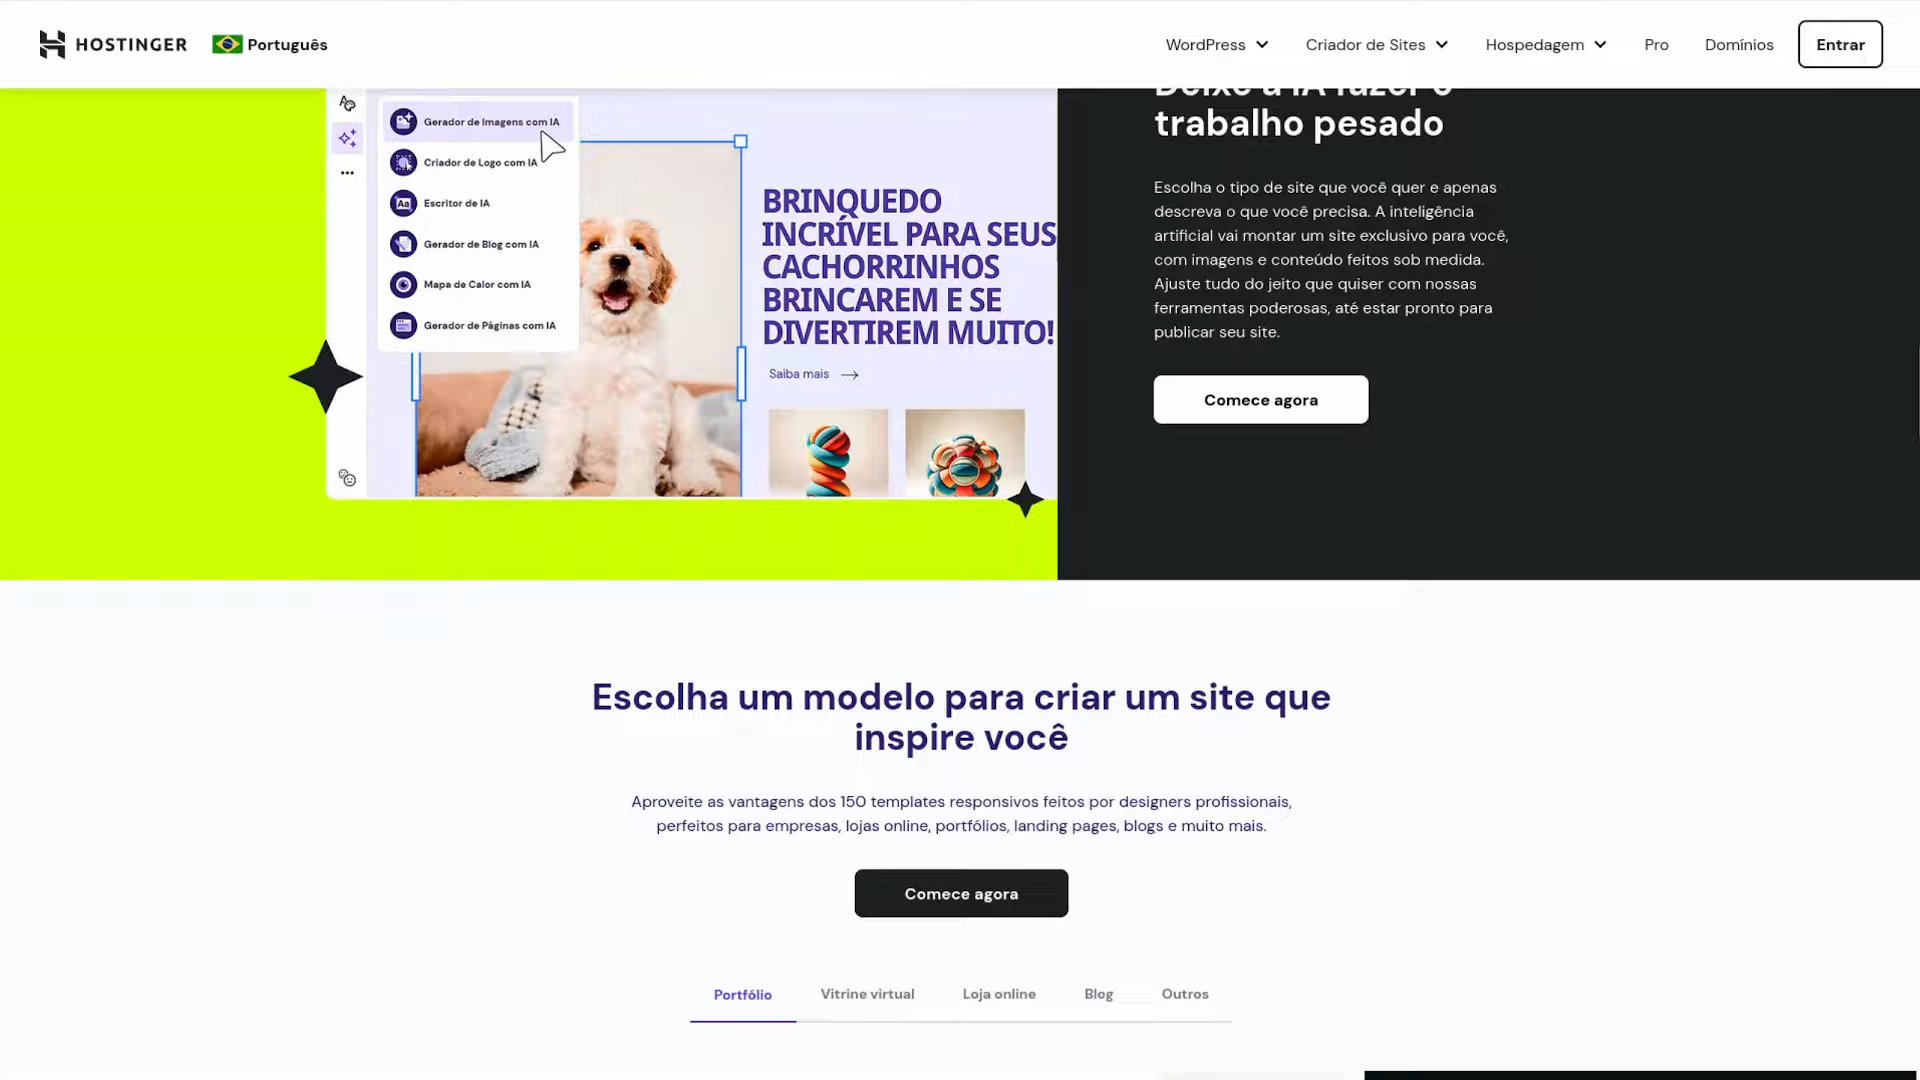 HOSTINGER
Português
WordPress
Criador de Sites
Hospedagem
Pro
Domínios
Entrar
Gerador de Imagens com IA
Criador de Logo com IA
Escritor de IA
Gerador de Blog com IA
Mapa de Calor com IA
Gerador de Páginas com IA
Aa
BRINQUEDO
INCRÍVEL PARA SEUS
CACHORRINHOS
BRINCAREM E SE
DIVERTIREM MUITO!
Saiba mais
Deixe a IA fazer o
trabalho pesado
Escolha o tipo de site que você quer e apenas
descreva o que você precisa. A inteligência
artificial vai montar um site exclusivo para você,
com imagens e conteúdo feitos sob medida.
Ajuste tudo do jeito que quiser com nossas
ferramentas poderosas, até estar pronto para
publicar seu site.
Comece agora
Escolha um modelo para criar um site que
inspire você
Aproveite as vantagens dos 150 templates responsivos feitos por designers profissionais,
perfeitos para empresas, lojas online, portfólios, landing pages, blogs e muito mais.
Comece agora
Portfólio
Vitrine virtual
Loja online
Blog
Outros